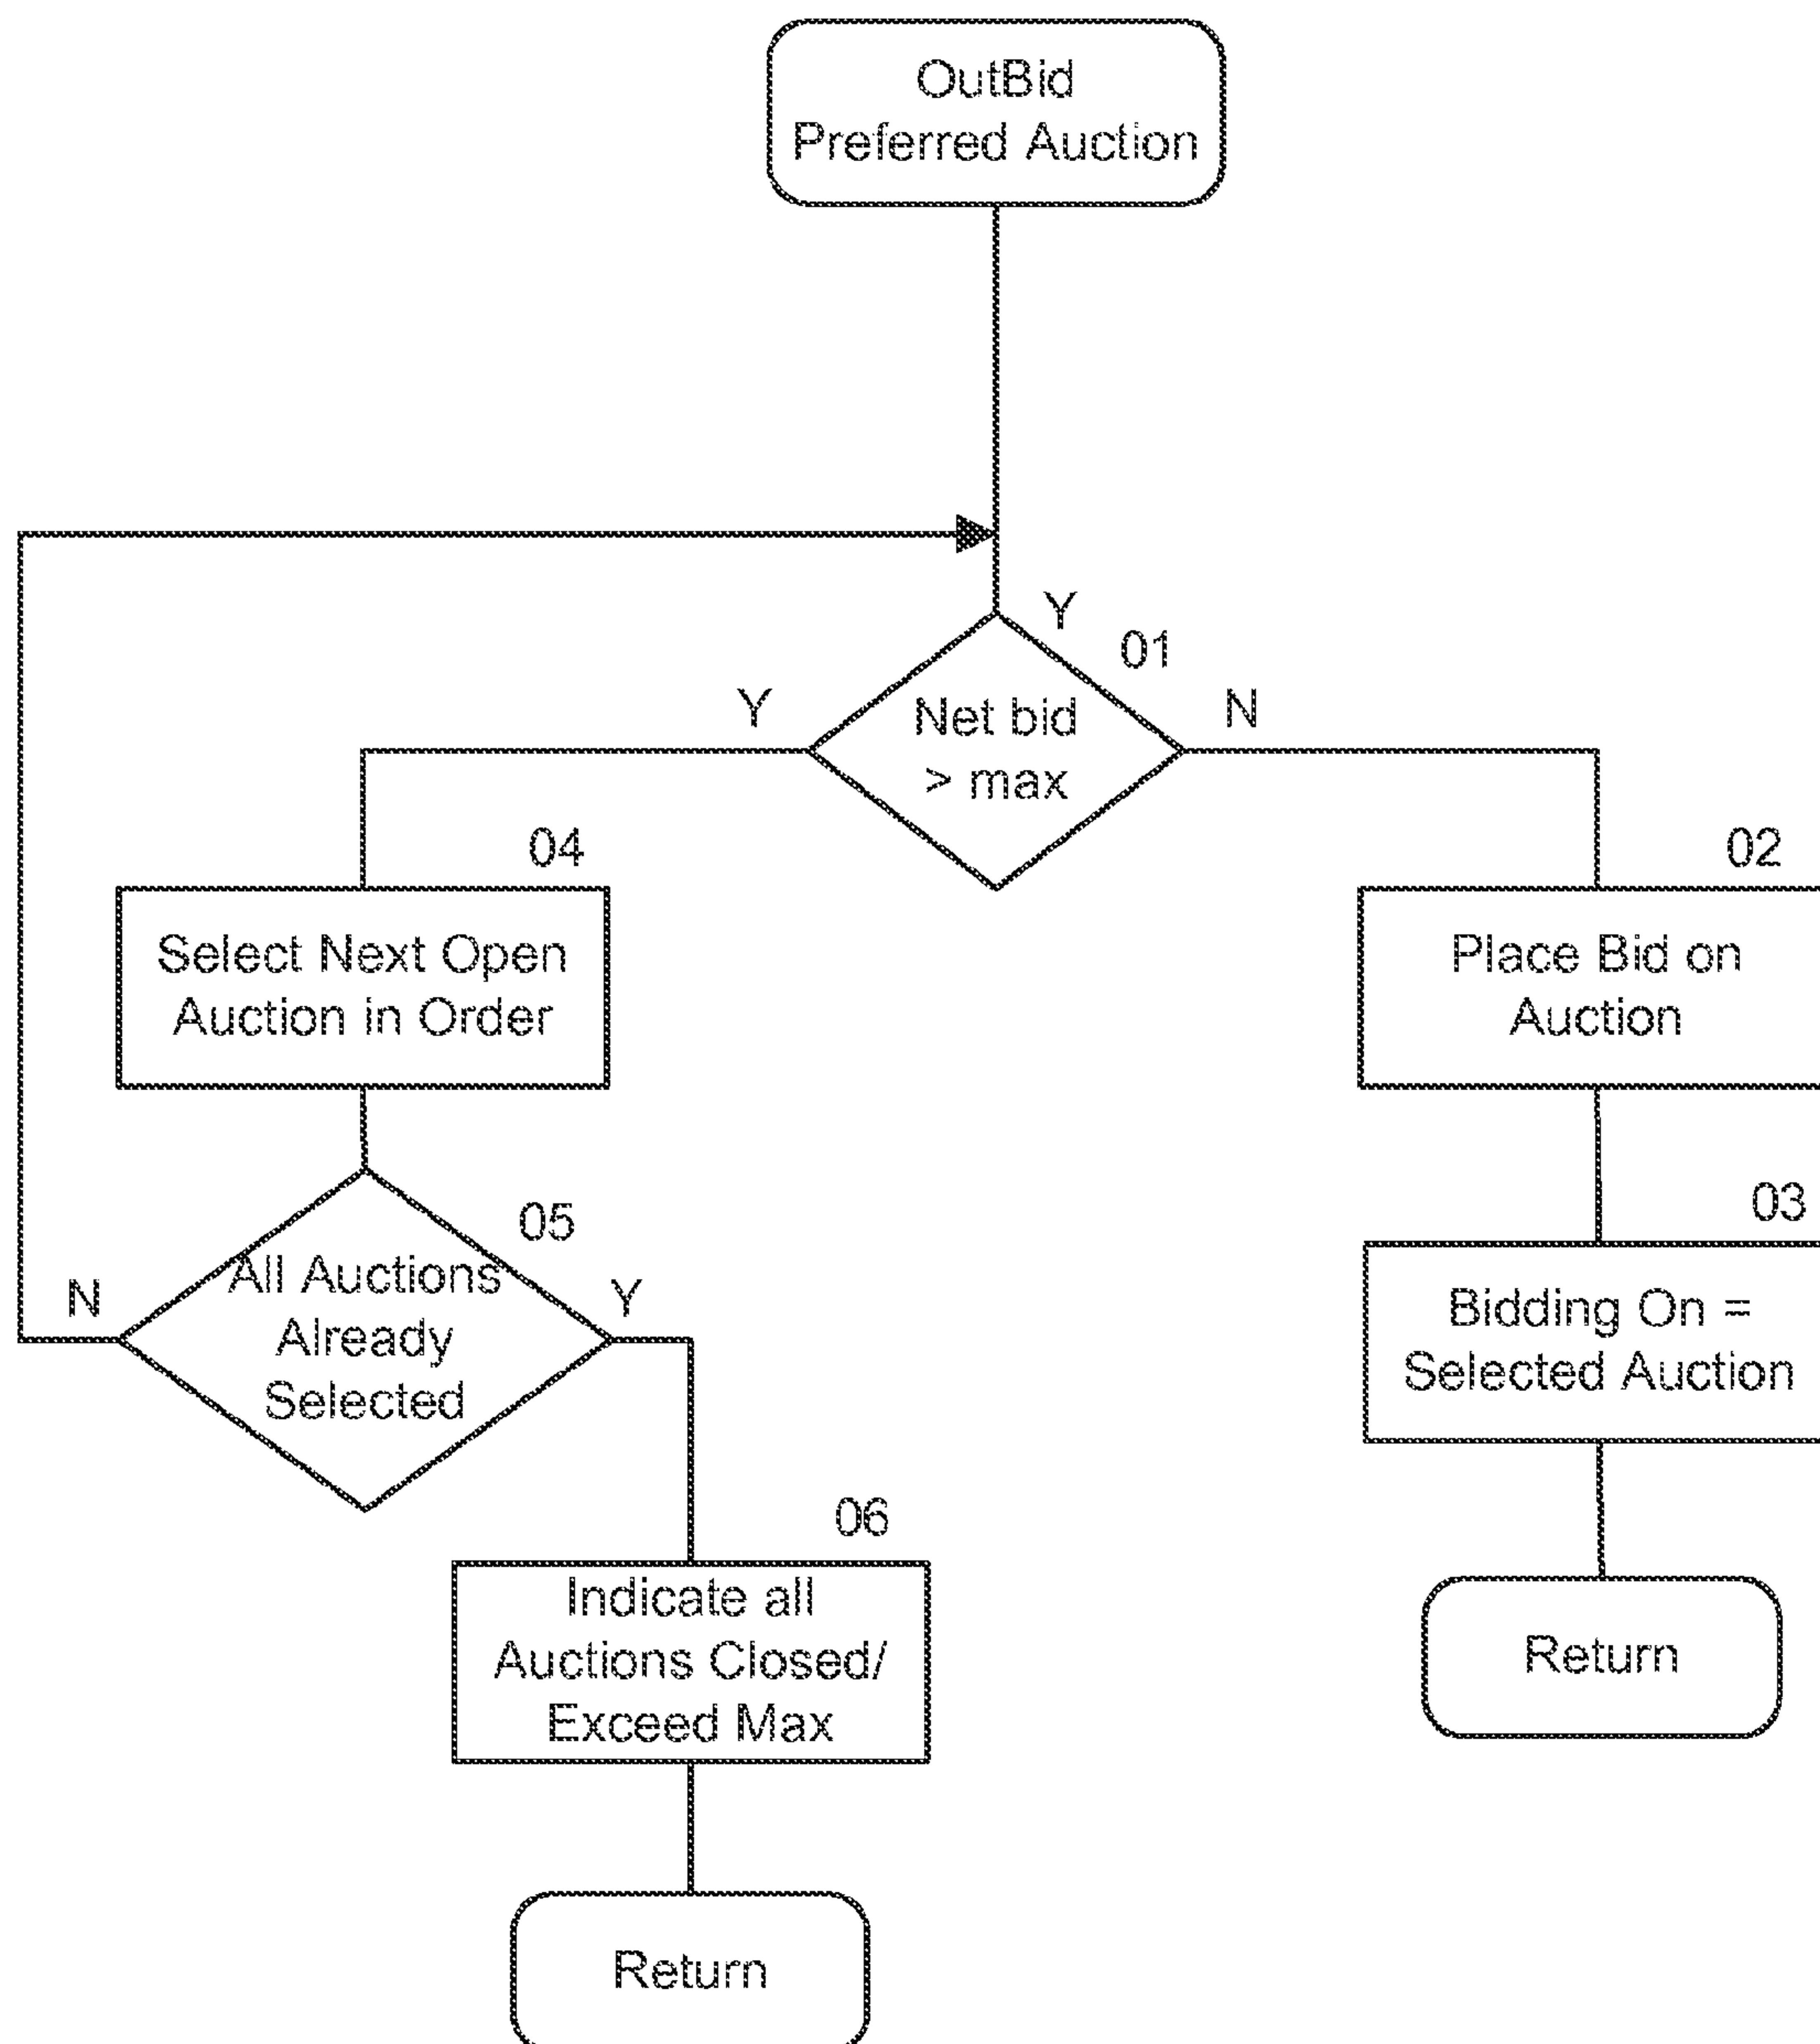 OutBid
Preferred Auction
Y
01
Y
Net bid
> max
N
04
Select Next Open
Auction in Order
02
Place Bid on
Auction
05
N
All Auctions
Already
Selected
Y
03
Bidding On =
Selected Auction
06
Indicate all
Auctions Closed/
Exceed Max
Return
Return